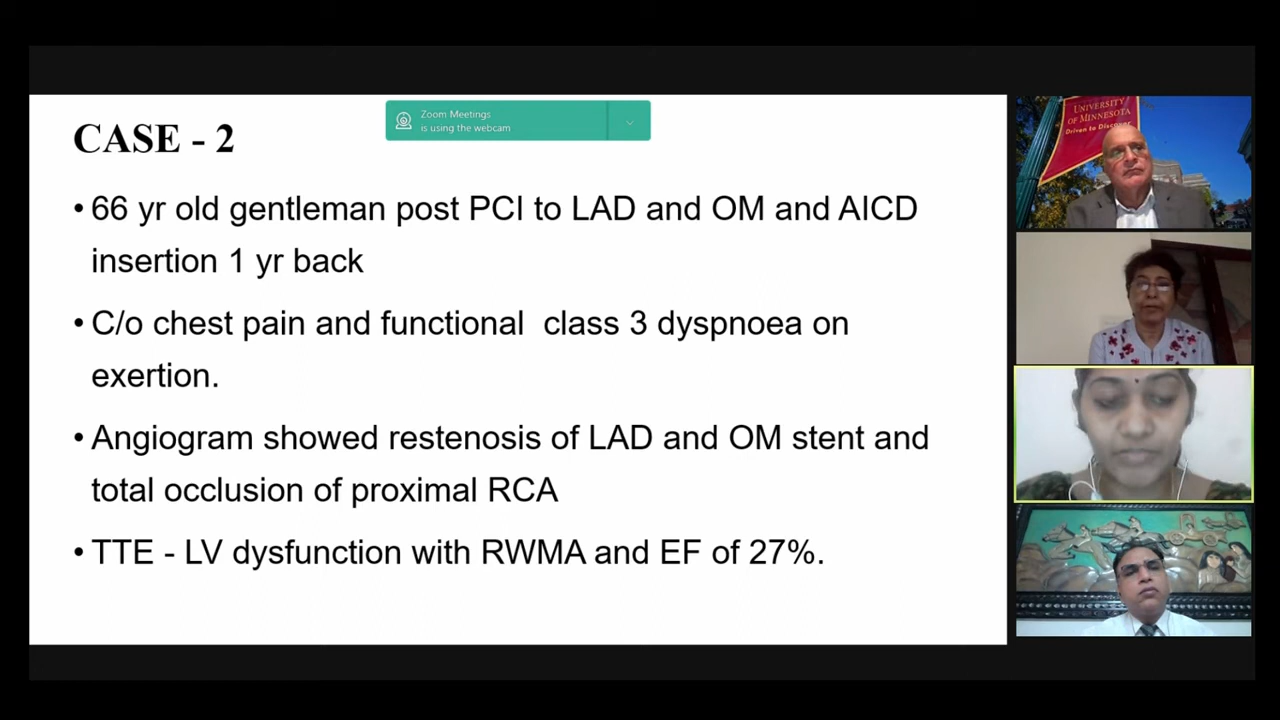 CASE - 2
Zoom Meetings
is using the webcam
• 66 yr old gentleman post PCI to LAD and OM and AICD
insertion 1 yr back
• C/o chest pain and functional class 3 dyspnoea on
exertion.
• Angiogram showed restenosis of LAD and OM stent and
total occlusion of proximal RCA
• TTE - LV dysfunction with RWMA and EF of 27%.
UNIVERSITY
OF MINNESOTA
Driven to Discover